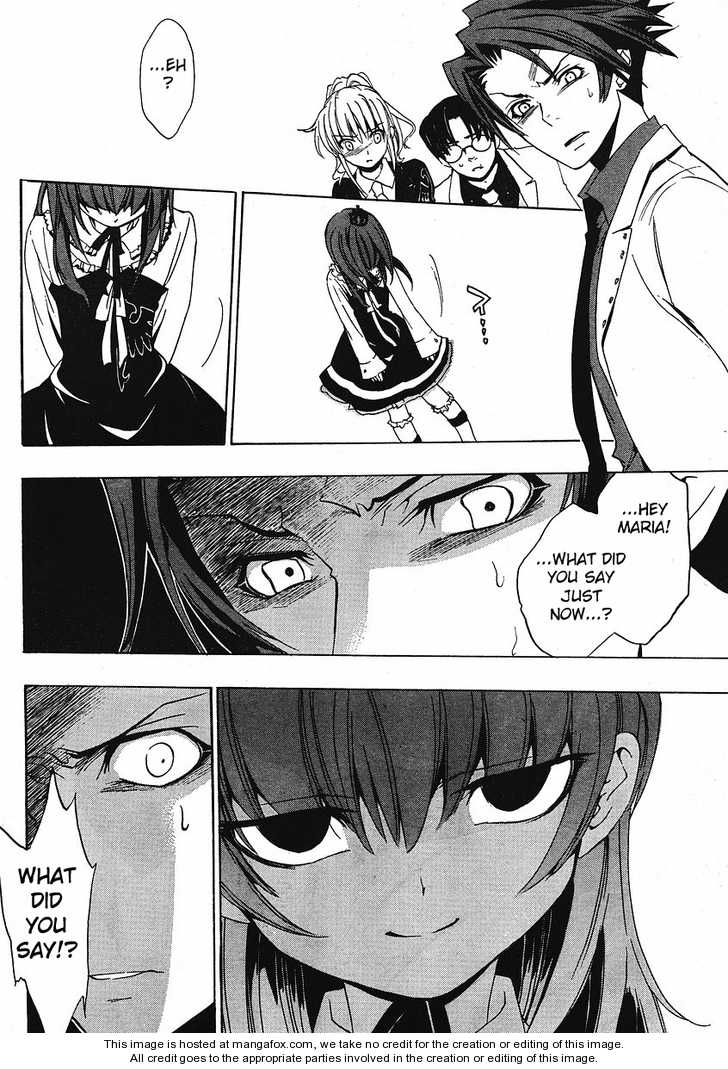 ...EH
?
...HEY
MARIA!
...WHAT DID
YOU SAY
JUST
NOW...?
WHAT
DID
YOU
SAY!?
This image is hosted at mangafox.com, we take no credit for the creation or editing of this image.
All credit goes to the appropriate parties involved in the creation or editing of this image.